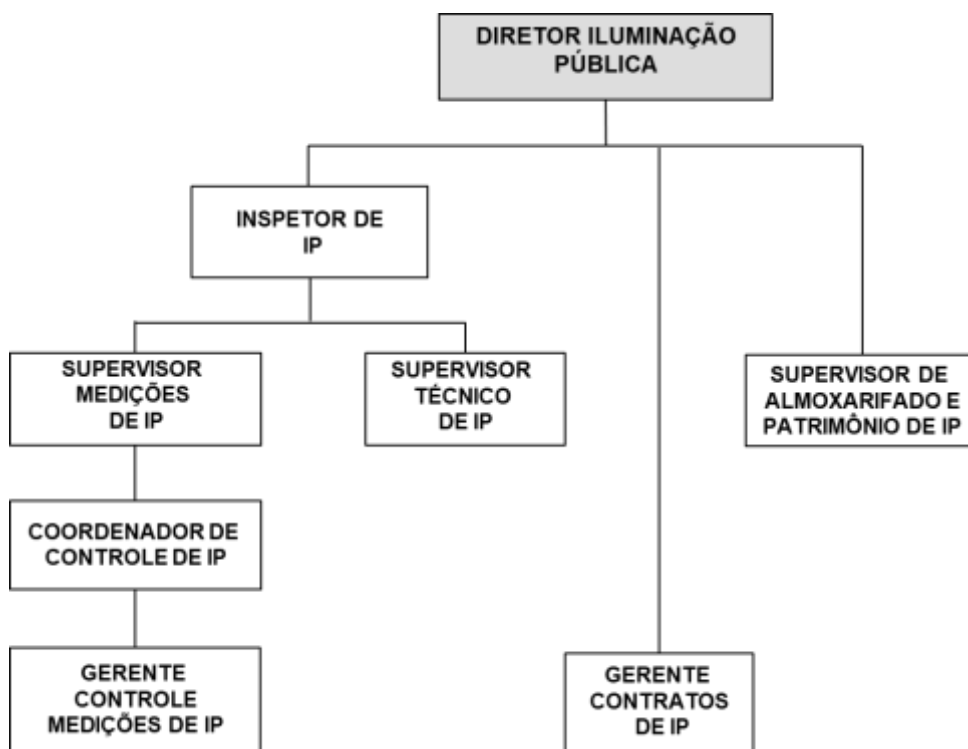 DIRETOR ILUMINAÇÃO
PÚBLICA
INSPETOR DE
IP
SUPERVISOR
MEDIÇÕES
DE IP
SUPERVISOR
TÉCNICO
DE IP
SUPERVISOR DE
ALMOXARIFADO E
PATRIMÔNIO DE IP
COORDENADOR DE
CONTROLE DE IP
GERENTE
CONTROLE
MEDIÇÕES DE IP
GERENTE
CONTRATOS
DE IP